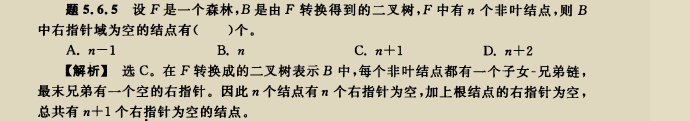 题 5.6.5 设 F 是一个森林,B 是由 F 转换得到的二叉树,F 中有 n 个非叶结点,则 B
中右指针域为空的结点有( )个。
A. n-1 B. n C. n+1 D. n+2
【解析】 选 C。在 F 转换成的二叉树表示 B 中,每个非叶结点都有一个子女-兄弟链,
最末兄弟有一个空的右指针。因此 n 个结点有 n 个右指针为空,加上根结点的右指针为空,
总共有 n+1 个右指针为空的结点。